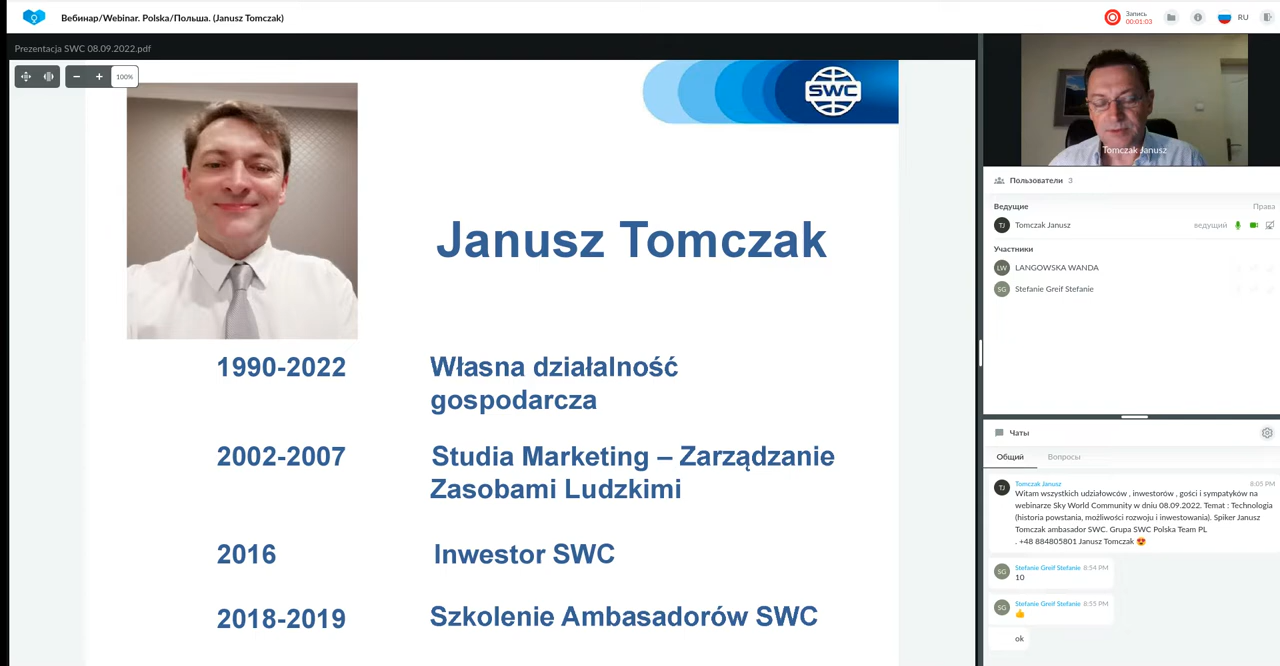 Вебинар/Webinar. Polska/Польша. (Janusz Tomczak)
Запись
00:01:03
RU
Prezentacja SWC 08.09.2022.pdf
100%
SWC
Janusz Tomczak
1990-2022 Własna działalność
gospodarcza
2002-2007 Studia Marketing – Zarządzanie
Zasobami Ludzkimi
2016 Inwestor SWC
2018-2019 Szkolenie Ambasadorów SWC
Tomczak Janusz
Пользователи 3
Ведущие Права
TJ Tomczak Janusz ведущий
Участники
LW LANGOWSKA WANDA
SG Stefanie Greif Stefanie
Чаты
Общий Вопросы
TJ Tomczak Janusz 8:05 PM
Witam wszystkich udziałowców , inwestorów , gości i sympatyków na
webinarze Sky World Community w dniu 08.09.2022. Temat : Technologia
(historia powstania, możliwości rozwoju i inwestowania). Spiker Janusz
Tomczak ambasador SWC. Grupa SWC Polska Team PL
. +48 884805801 Janusz Tomczak 😍
SG Stefanie Greif Stefanie 8:54 PM
10
SG Stefanie Greif Stefanie 8:55 PM
👍
ok